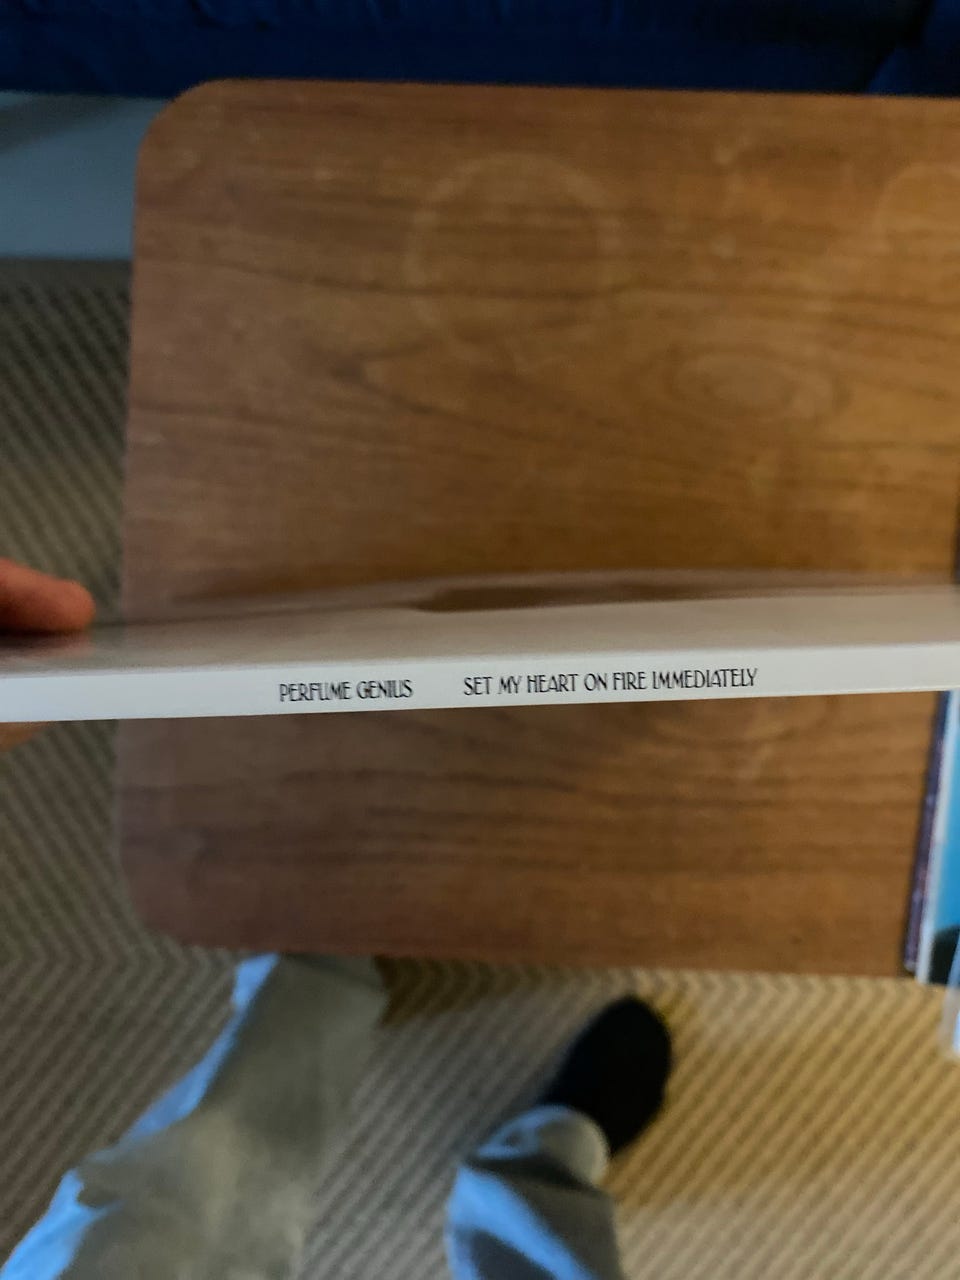 PERFUME GENIUS SET MY HEART ON FIRE IMMEDIATELY